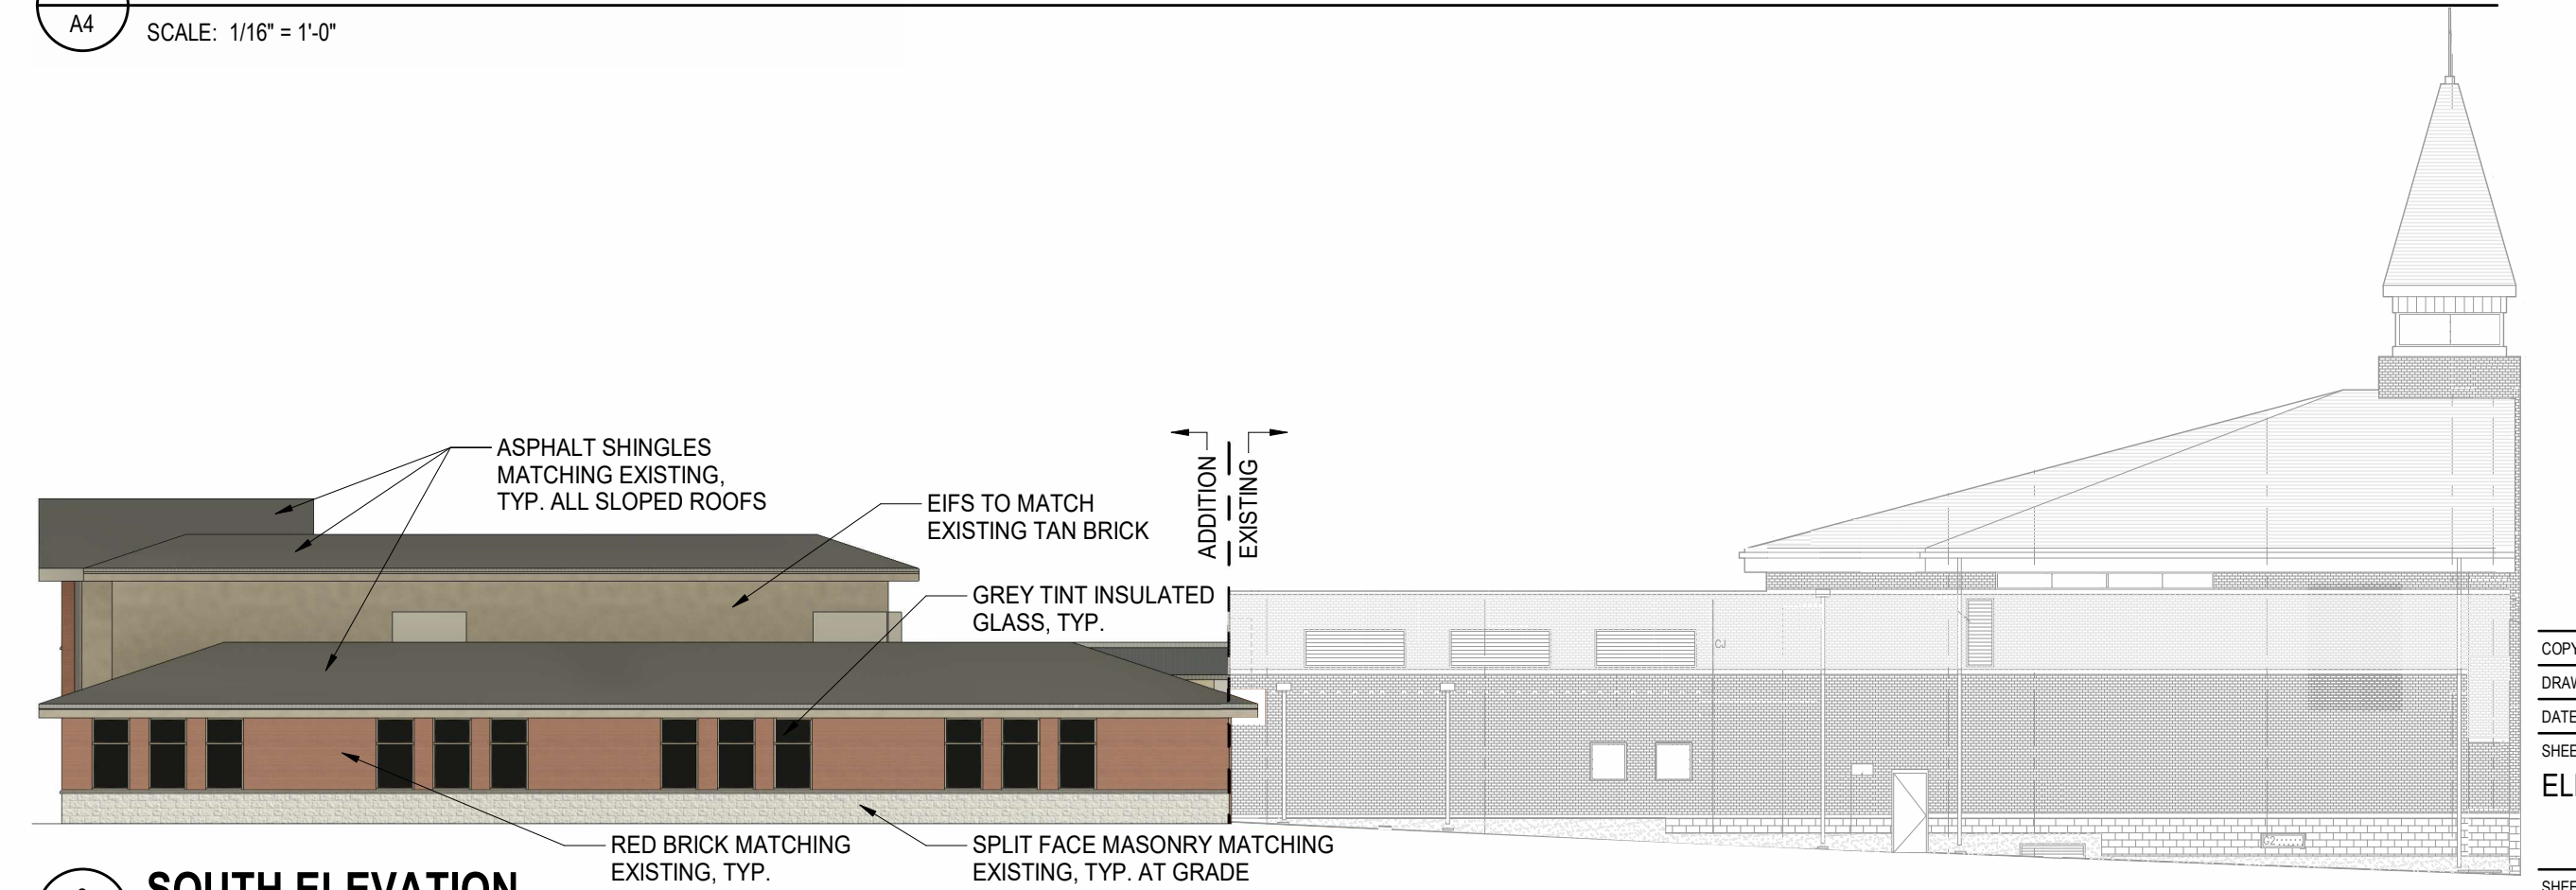 A4
SCALE: 1/16" = 1'-0"
ASPHALT SHINGLES
MATCHING EXISTING,
TYP. ALL SLOPED ROOFS
EIFS TO MATCH
EXISTING TAN BRICK
ADDITION
EXISTING
GREY TINT INSULATED
GLASS, TYP.
CJ
RED BRICK MATCHING
EXISTING, TYP.
SPLIT FACE MASONRY MATCHING
EXISTING, TYP. AT GRADE
SOUTH ELEVATION
COPY
DRAW
DATE
SHEE